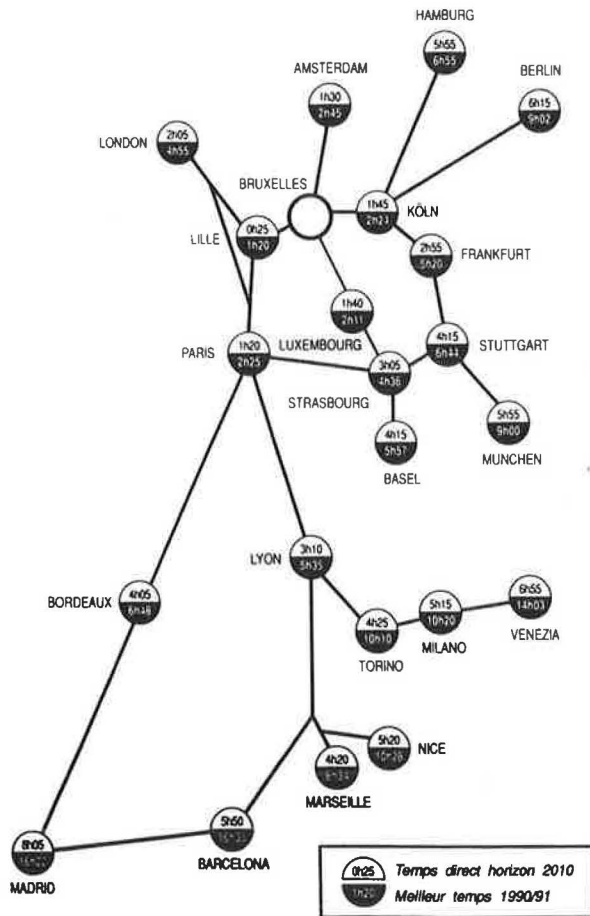 HAMBURG
5h55
6h55
AMSTERDAM
1h30
2h45
BERLIN
6h15
9h02
LONDON
2h05
4h55
BRUXELLES
1h45
2h24
KÖLN
LILLE
0h25
1h20
2h55
5h20
FRANKFURT
1h40
2h11
LUXEMBOURG
PARIS
1h20
2h25
4h15
6h44
STUTTGART
3h05
4h36
STRASBOURG
5h55
9h00
MUNCHEN
4h15
5h57
BASEL
LYON
3h10
5h35
BORDEAUX
4h05
6h48
4h25
10h10
TORINO
5h15
10h20
MILANO
6h55
14h03
VENEZIA
5h20
10h26
NICE
4h20
MARSEILLE
5h50
BARCELONA
8h05
MADRID
0h25 Temps direct horizon 2010
1h20 Meilleur temps 1990/91